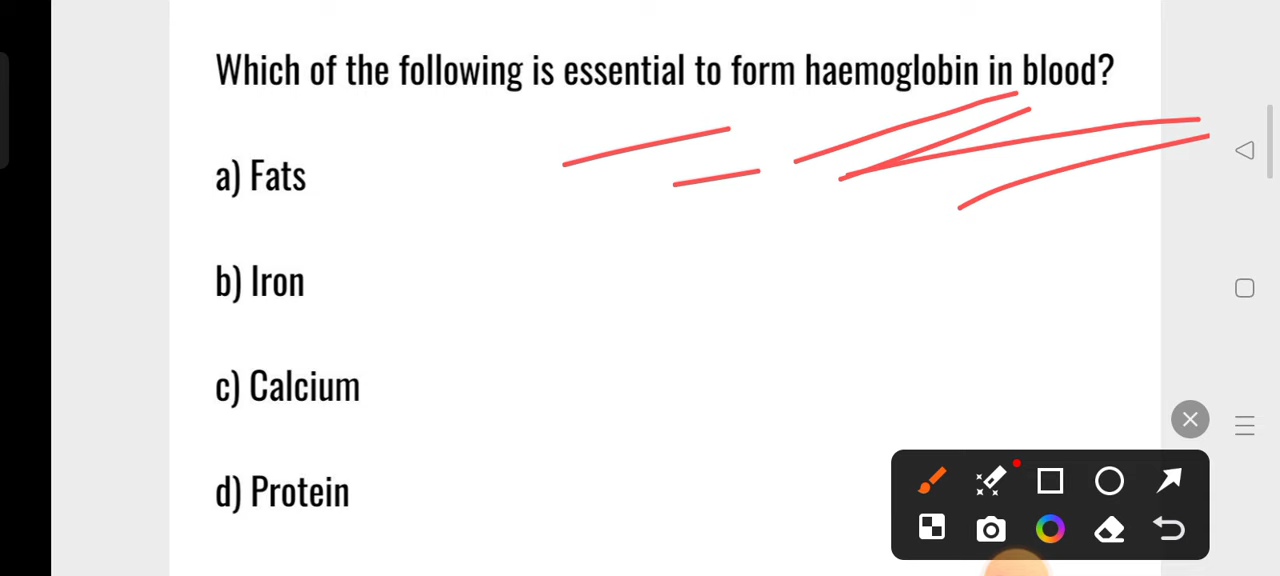 Which of the following is essential to form haemoglobin in blood?
a) Fats
b) Iron
c) Calcium
d) Protein